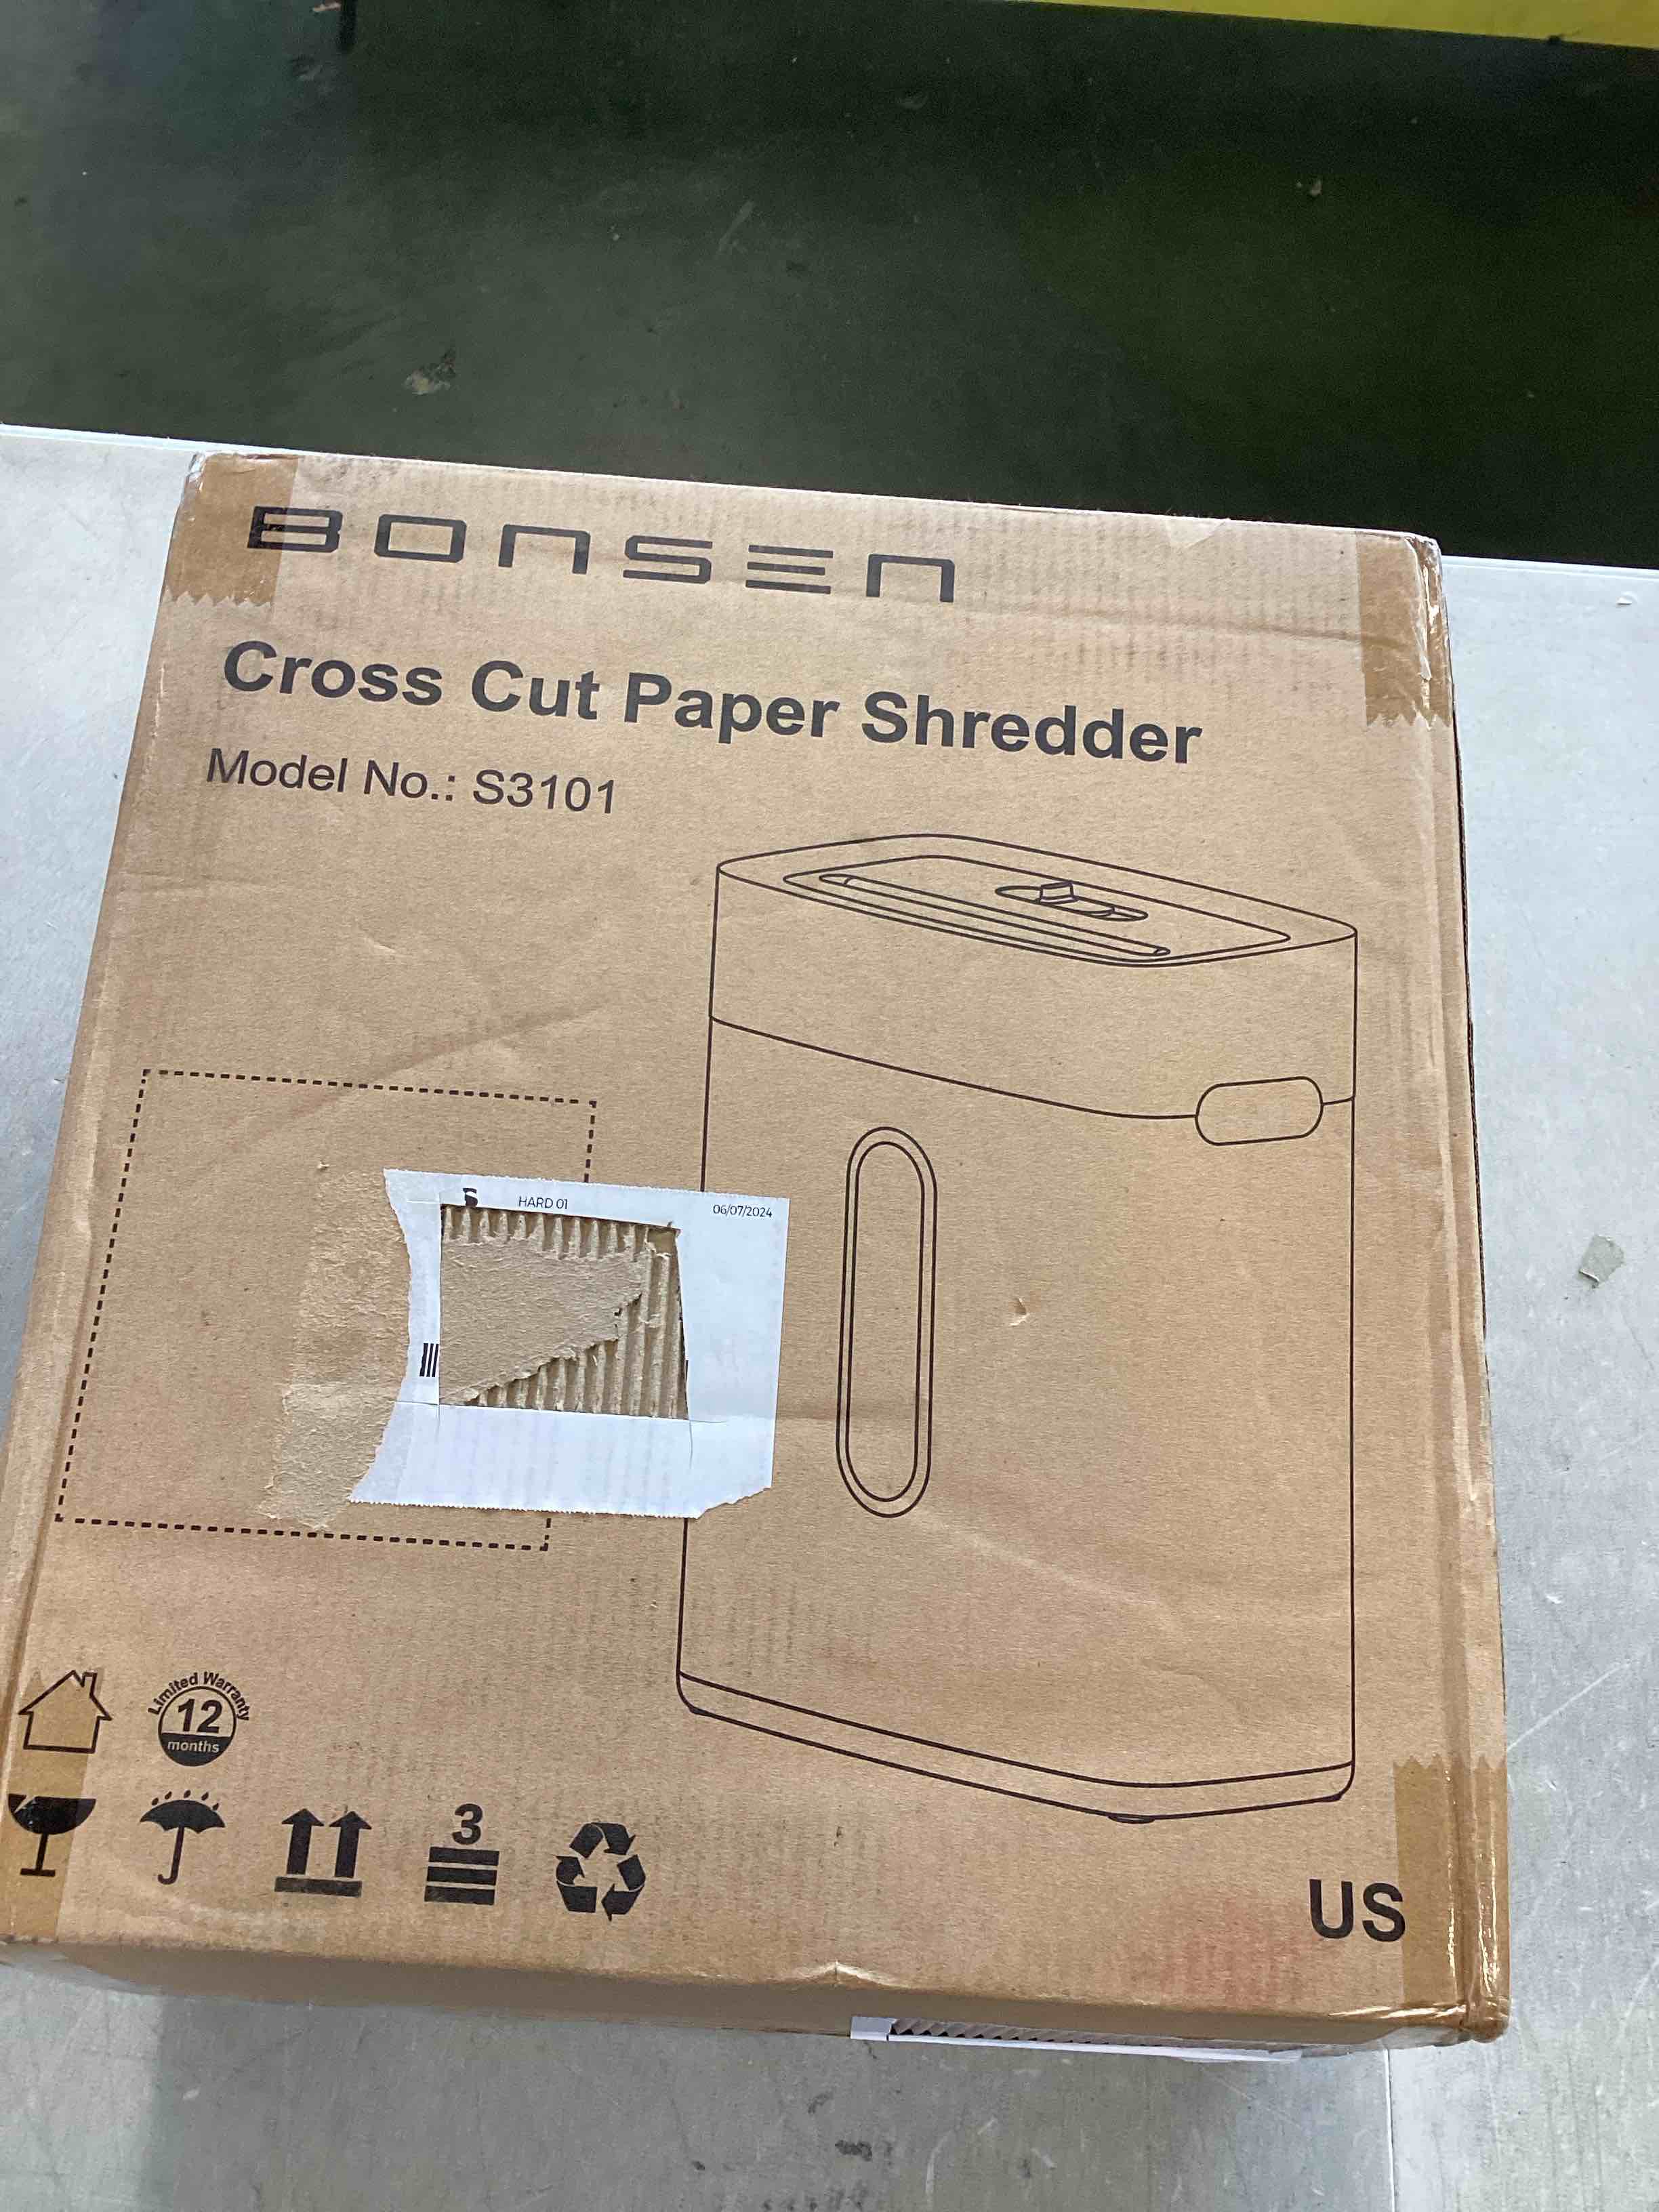 BONSEN
Cross Cut Paper Shredder
Model No.: S3101
HARD 01
06/07/2024
Limited Warranty
12
months
3
US